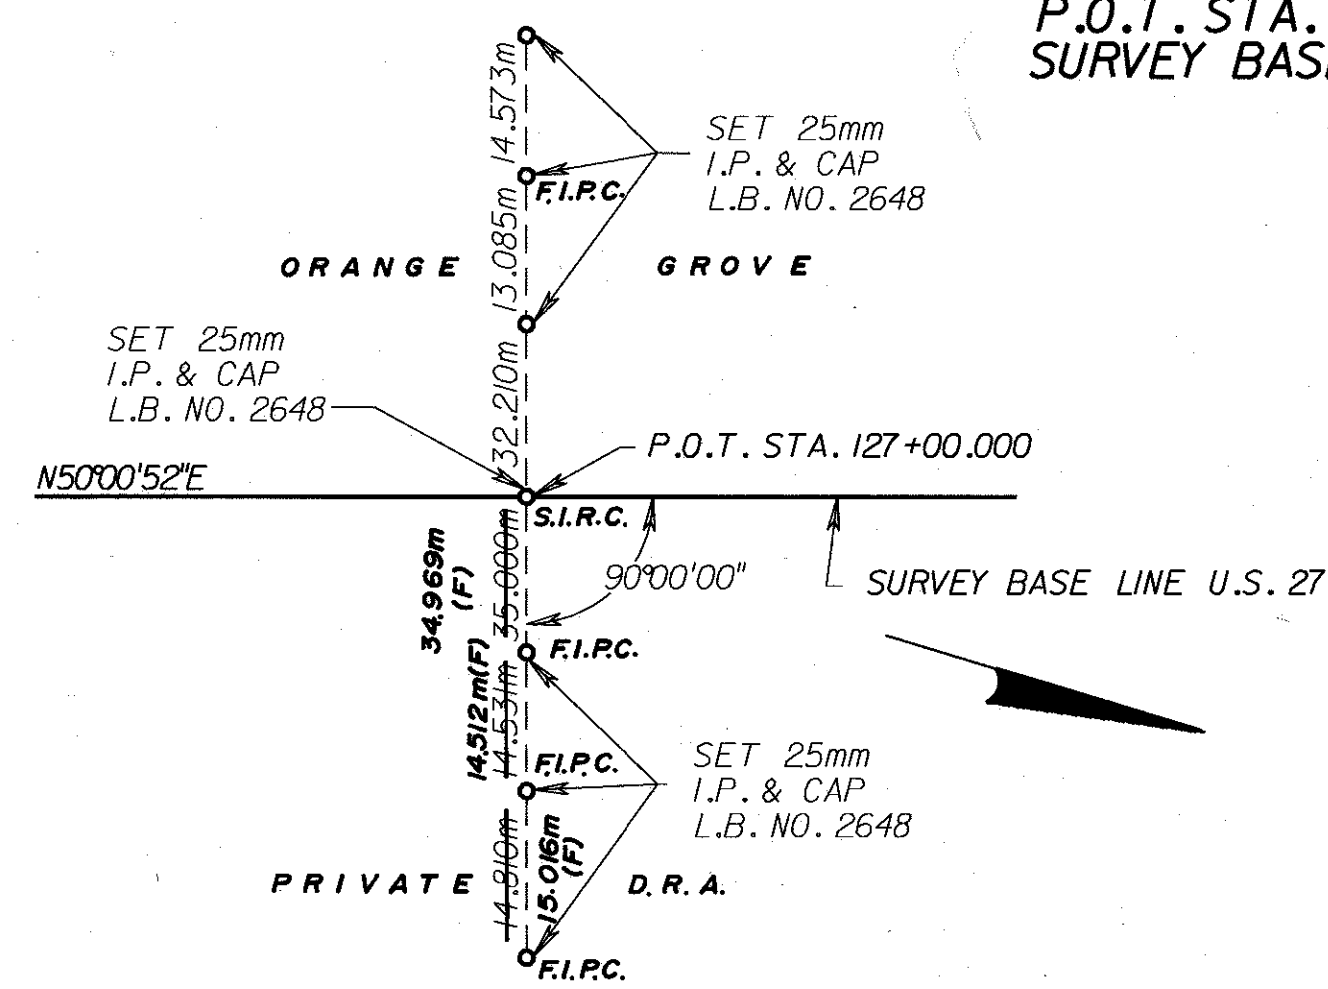 P.O.T. STA.
SURVEY BASE
14.573m
SET 25mm
I.P. & CAP
L.B. NO. 2648
F.I.P.C.
13.085m
ORANGE GROVE
SET 25mm
I.P. & CAP
L.B. NO. 2648
32.210m
P.O.T. STA. 127+00.000
N50°00'52"E
S.I.R.C.
35.000m
34.969m
(F)
90°00'00"
SURVEY BASE LINE U.S. 27
F.I.P.C.
14.531m
14.512m(F)
F.I.P.C.
SET 25mm
I.P. & CAP
L.B. NO. 2648
14.810m
15.016m
(F)
PRIVATE D.R.A.
F.I.P.C.